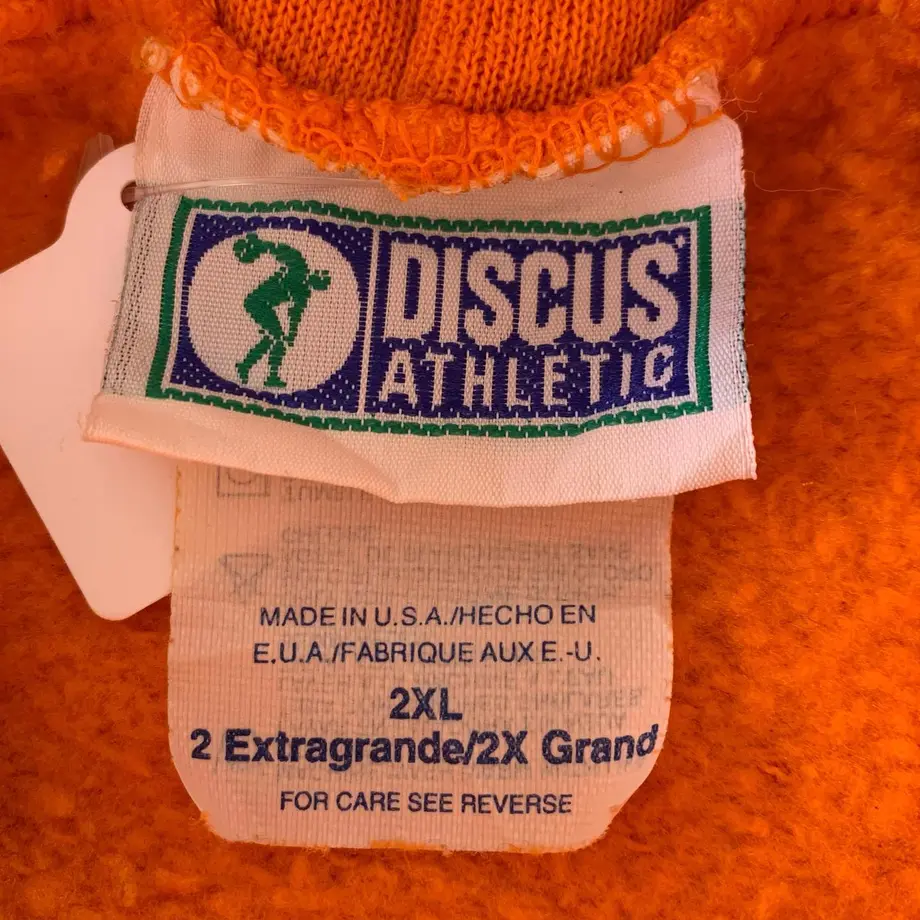 DISCUS
ATHLETIC
MADE IN U.S.A./HECHO EN
E.U.A./FABRIQUE AUX E.-U.
2XL
2 Extragrande/2X Grand
FOR CARE SEE REVERSE